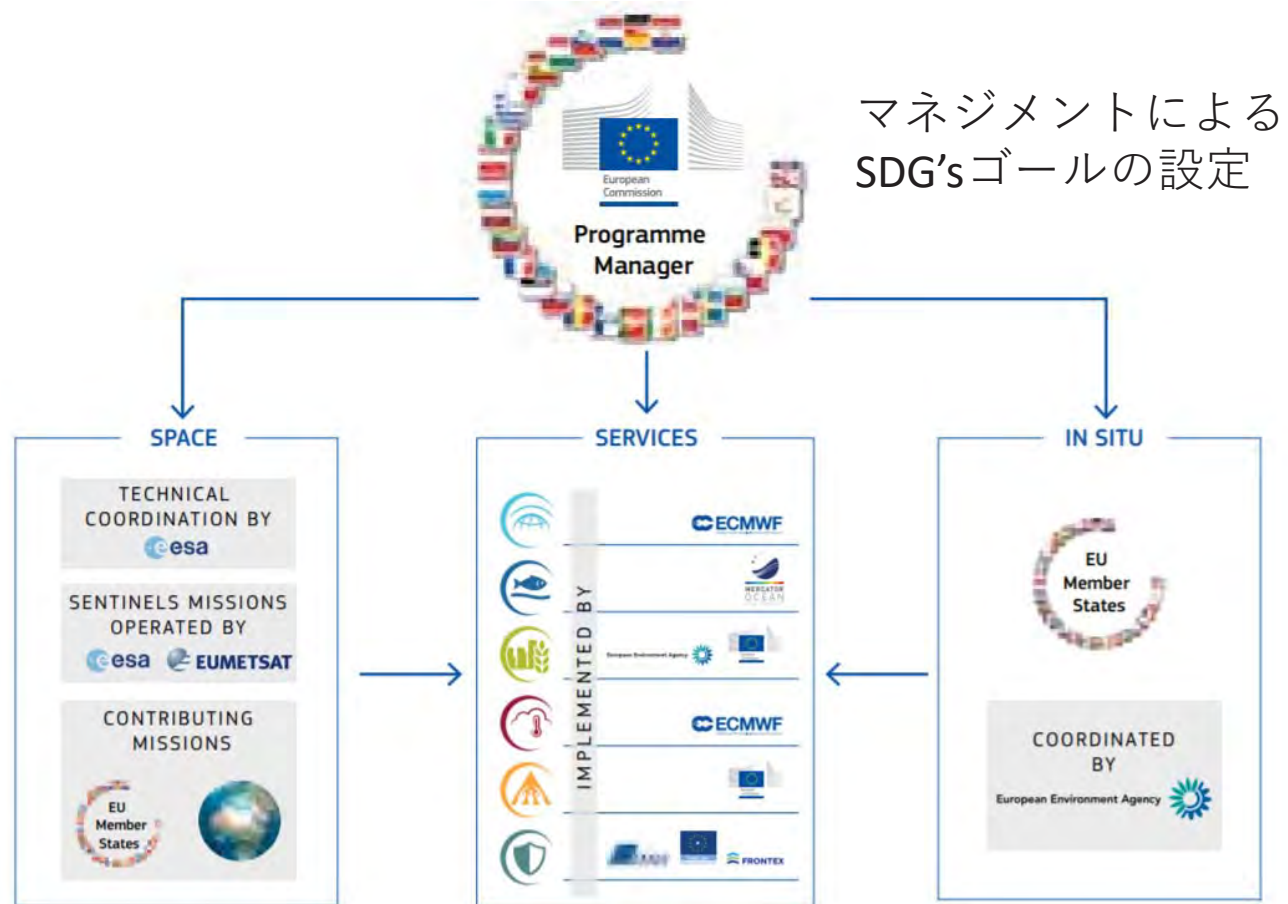 European
Commission
Programme
Manager
マネジメントによる
SDG'sゴールの設定
SPACE
TECHNICAL
COORDINATION BY
esa
SENTINELS MISSIONS
OPERATED BY
esa EUMETSAT
CONTRIBUTING
MISSIONS
EU
Member
States
SERVICES
IMPLEMENTED BY
ECMWF
MERCATOR
OCEAN
European Environment Agency
ECMWF
FRONTEX
IN SITU
EU
Member
States
COORDINATED
BY
European Environment Agency